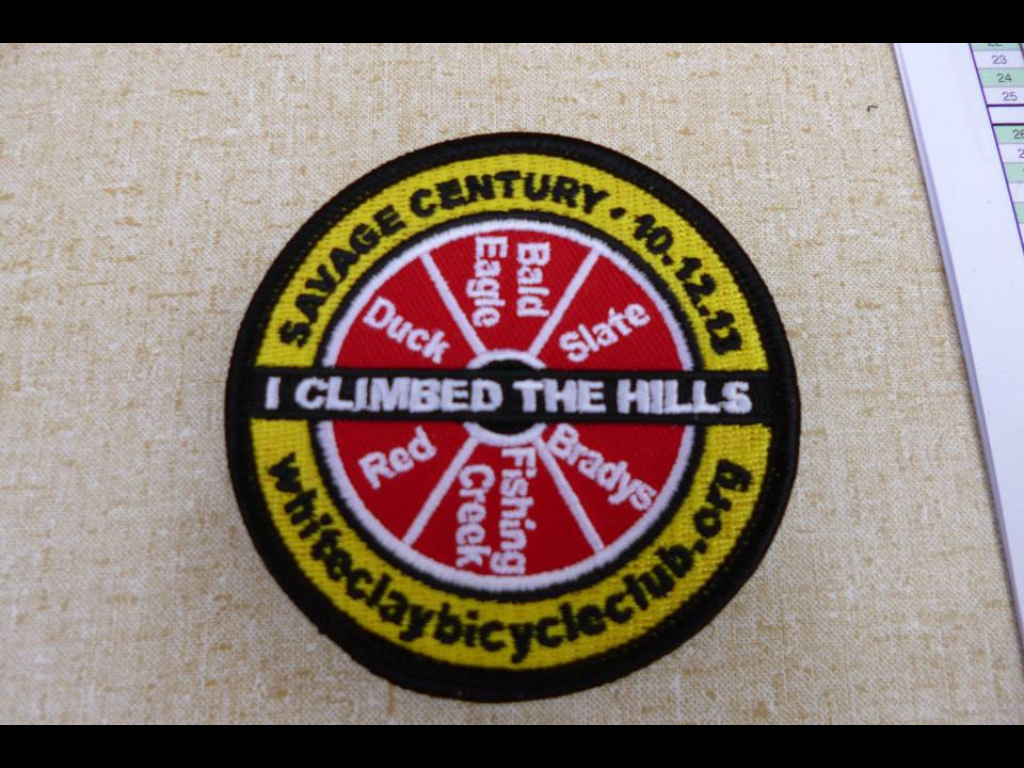 SAVAGE CENTURY • 10.12.13
Bald
Eagle
Duck
Slate
I CLIMBED THE HILLS
Red
Fishing
Creek
Bradys
whiteclaybicycleclub.org
23
24
25